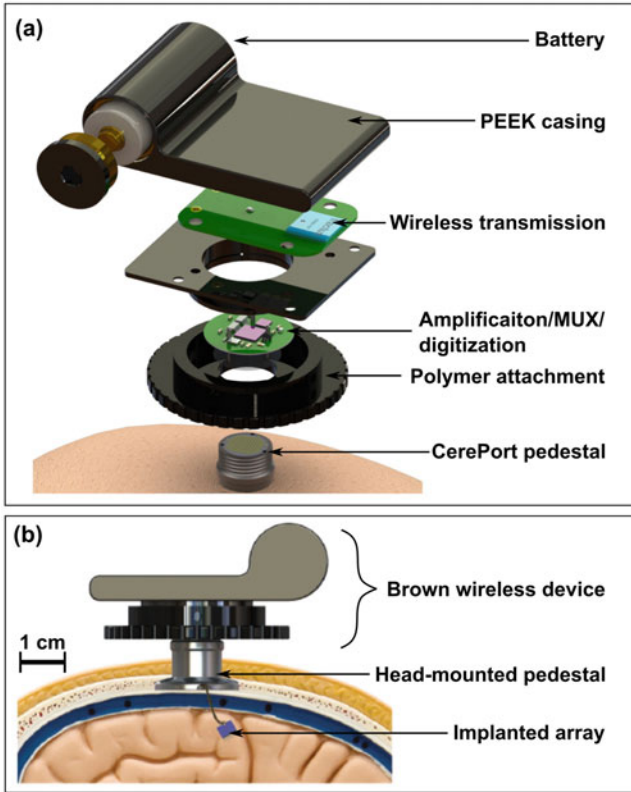 (a)
Battery
PEEK casing
Wireless transmission
Amplificaiton/MUX/
digitization
Polymer attachment
CerePort pedestal
(b)
Brown wireless device
1 cm
Head-mounted pedestal
Implanted array